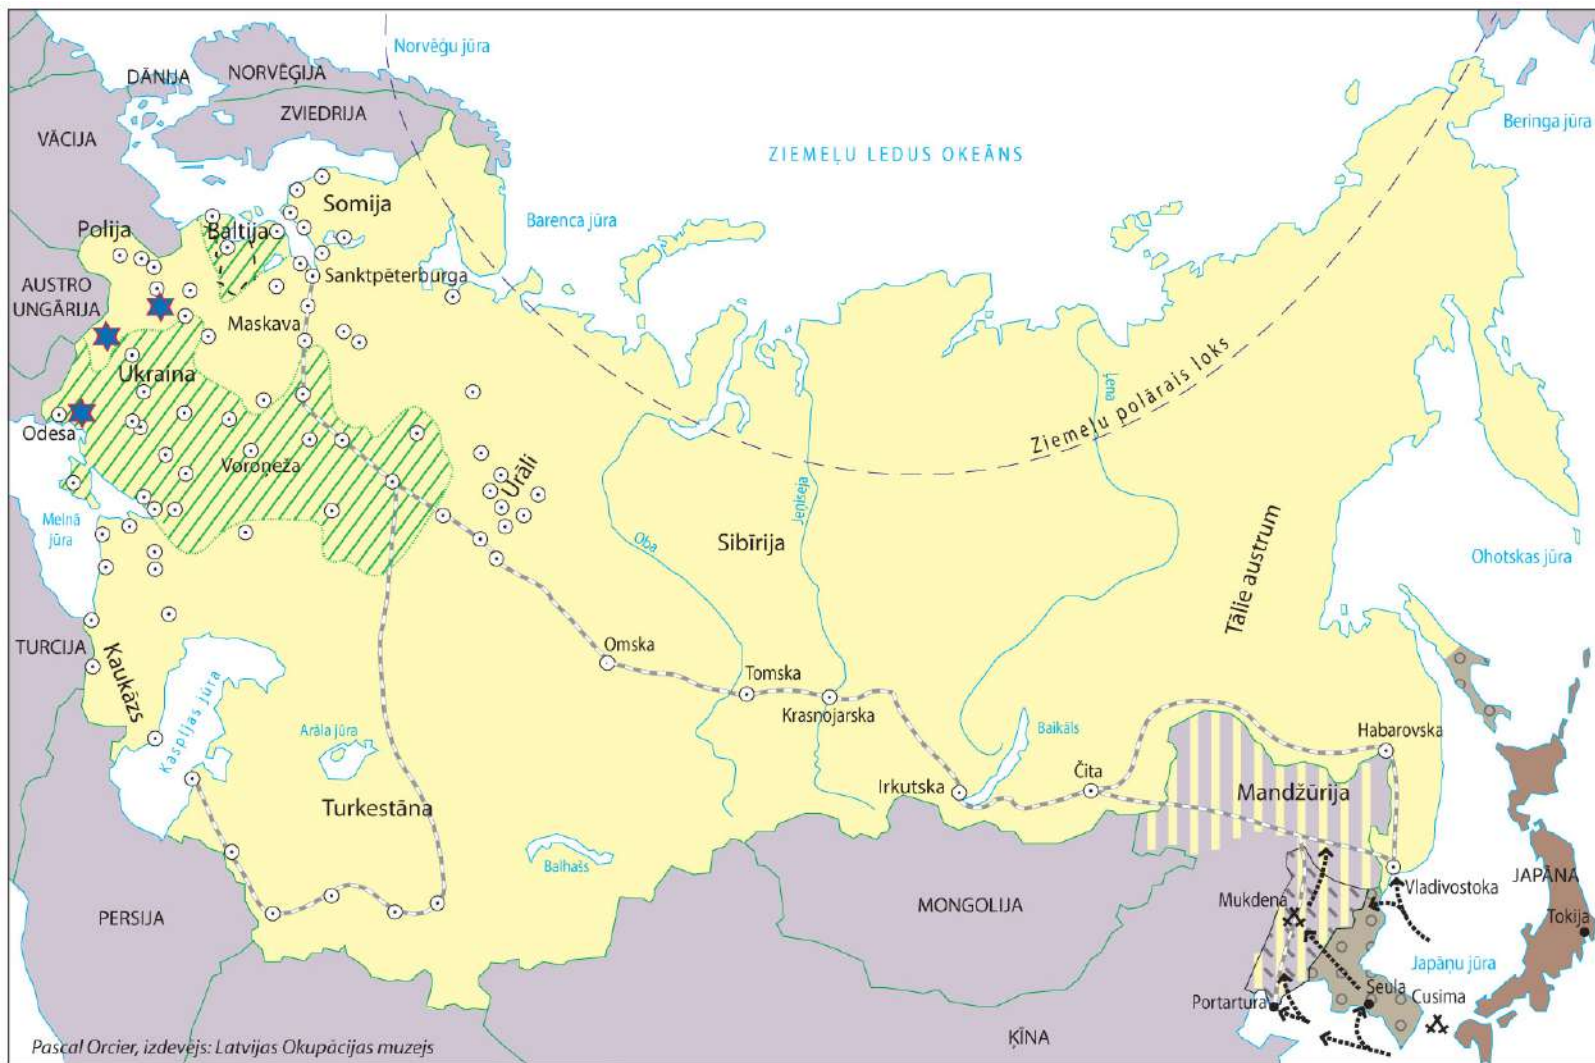 Norvēģu jūra
DĀNIJA
NORVĒĢIJA
ZVIEDRIJA
VĀCIJA
Beringa jūra
ZIEMEĻU LEDUS OKEĀNS
Somija
Barenca jūra
Polija
Baltija
Sanktpēterburga
AUSTRO
UNGĀRIJA
Maskava
Ukraina
Ļena
Ziemeļu polārais loks
Odesa
Voroņeža
Urāli
Jeņiseja
Melnā
jūra
Oba
Sibīrija
Tālie austrum
Ohotskas jūra
TURCIJA
Kaukāzs
Omska
Tomska
Krasnojarska
Kaspijas jūra
Arāla jūra
Baikāls
Habarovska
Irkutska
Čita
Mandžūrija
Turkestāna
Balhašs
Vladivostoka
JAPĀNA
Mukdena
PERSIJA
MONGOLIJA
Tokija
Japāņu jūra
Seula
Cusima
Portartura
ĶĪNA
Pascal Orcier, izdevējs: Latvijas Okupācijas muzejs